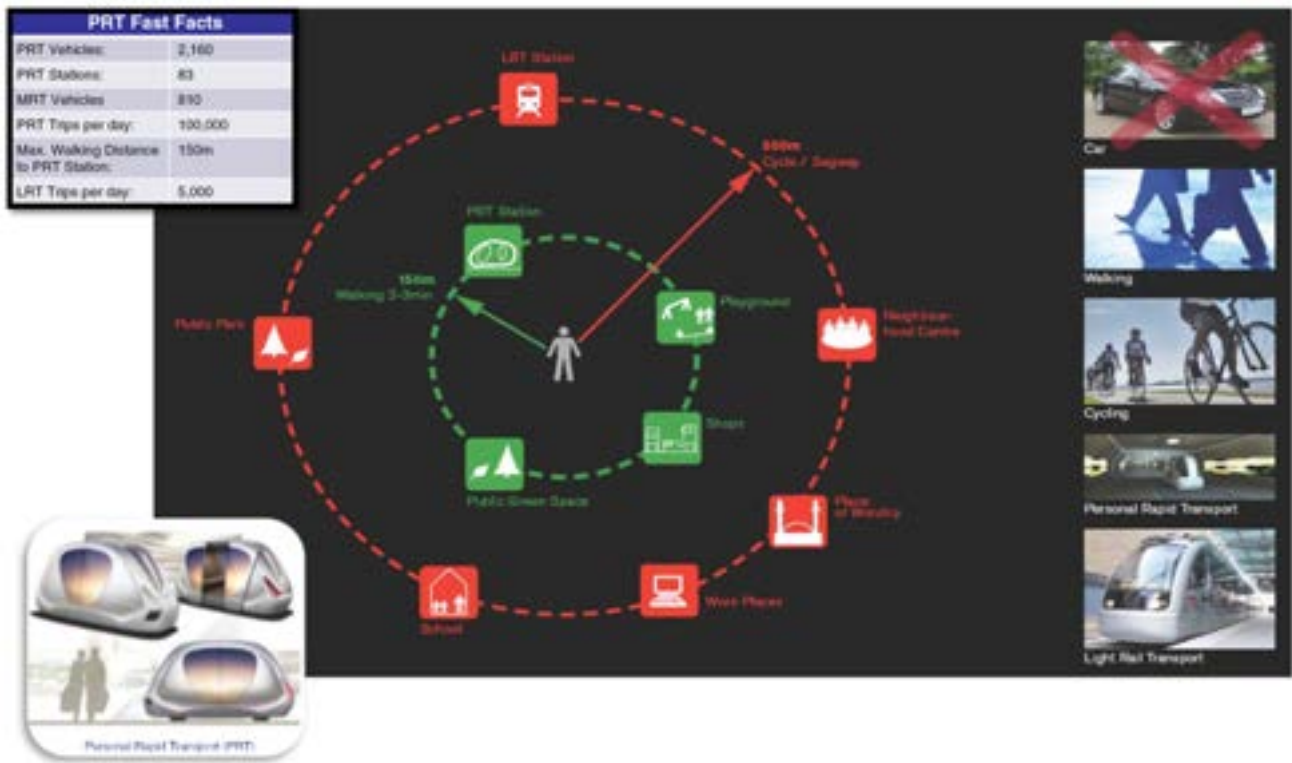 PRT Fast Facts
PRT Vehicles: 2,160
PRT Stations: 83
MRT Vehicles 810
PRT Trips per day: 100,000
Max. Walking Distance 150m
to PRT Station:
LRT Trips per day: 5,000
LRT Station
Cycle / Segway
PRT Station
150m
Walking 2-3min
Playground
Public Park
Neighbour-
hood Centre
Shops
Public Green Space
Place
of Worship
Work Places
School
Car
Walking
Cycling
Personal Rapid Transport
Light Rail Transport
Personal Rapid Transport (PRT)